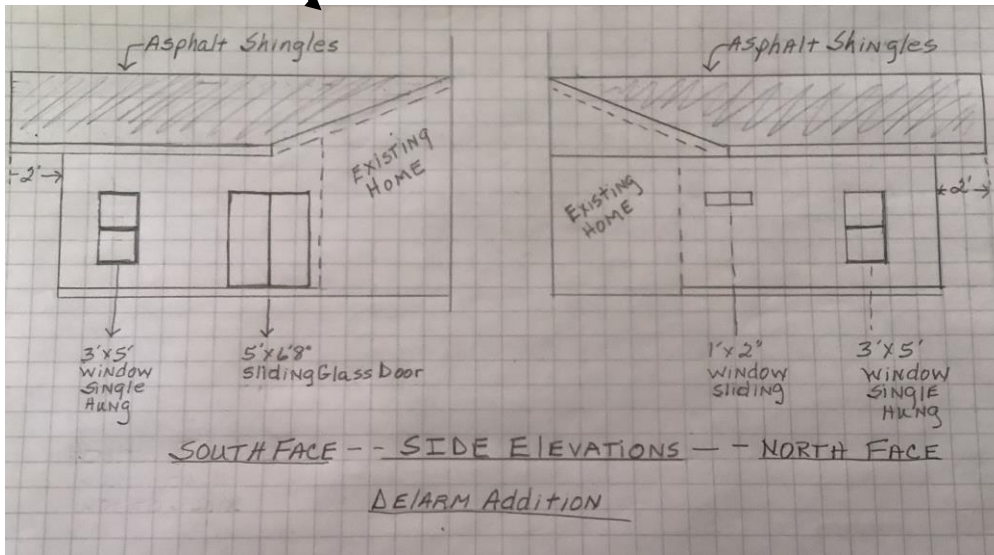 Asphalt Shingles
Asphalt Shingles
2'
EXISTING
HOME
Existing
HOME
2'
3'x5'
WINDOW
SINGLE
HUNG
5'x6'8"
Sliding Glass Door
1'x2'
WINDOW
Sliding
3'x5'
WINDOW
SINGLE
HUNG
SOUTH FACE -- SIDE ElEVATIONS -- NORTH FACE
DElARM Addition